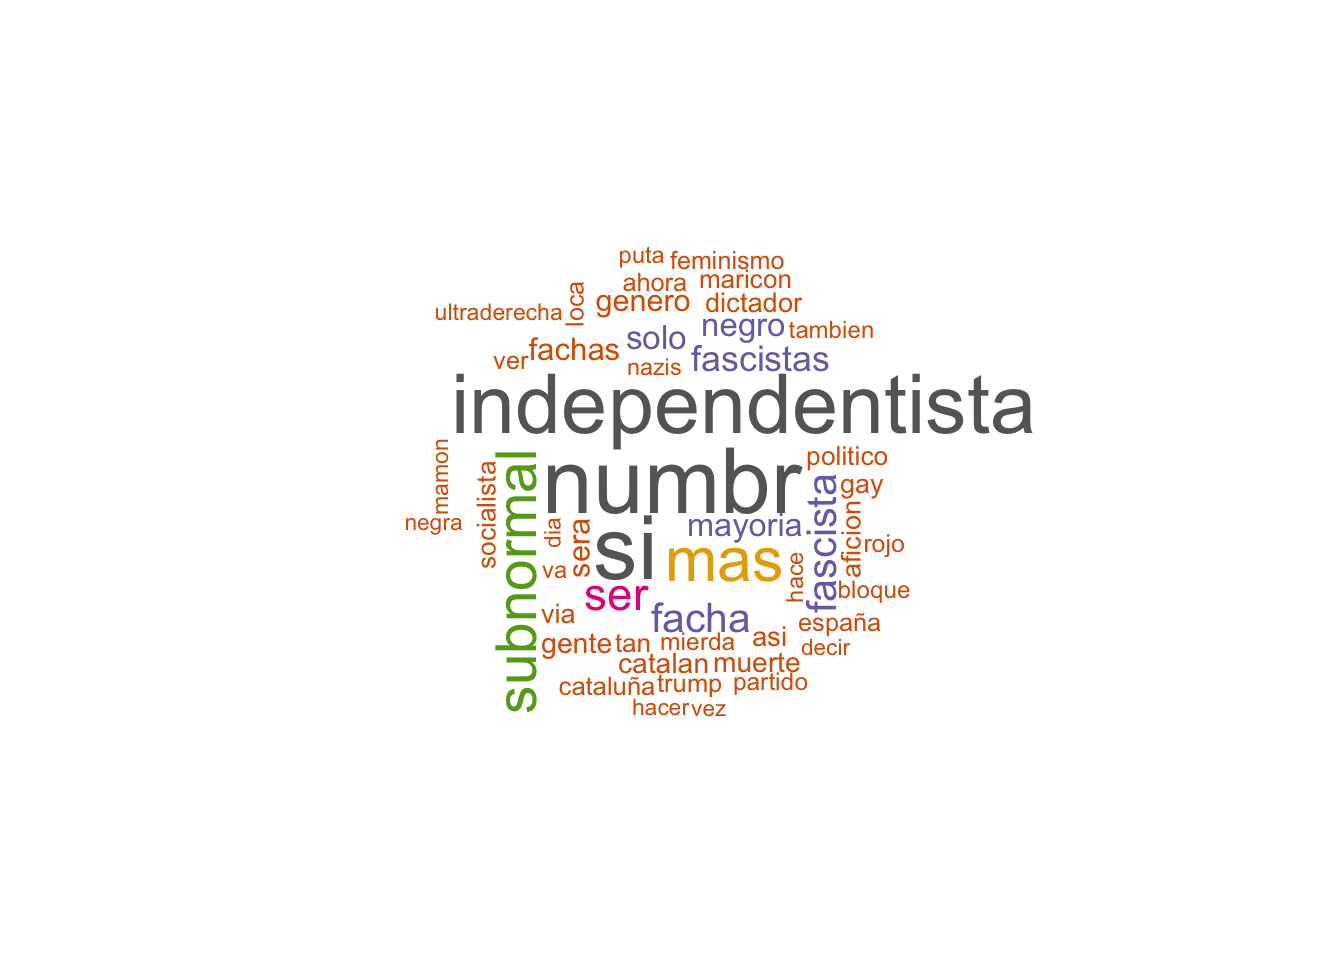 puta
feminismo
ahora
maricon
loca
genero
dictador
ultraderecha
solo
negro
tambien
ver
fachas
nazis
fascistas
independentista
mamon
negra
socialista
subnormal
numbr
politico
gay
dia
sera
si
mayoria
mas
fascista
aficion
rojo
va
hace
bloque
ser
via
facha
españa
gente
tan
mierda
asi
decir
catalan
muerte
cataluña
trump
partido
hacer
vez